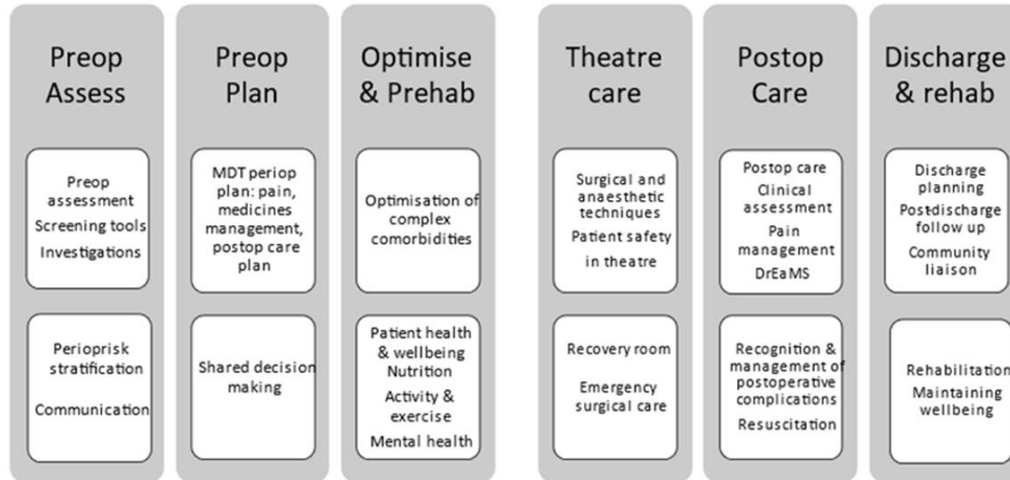 Preop
Assess
Preop
assessment
Screening tools
Investigations
Perioprisk
stratification
Communication
Preop
Plan
MDT periop
plan: pain,
medicines
management,
postop care
plan
Shared decision
making
Optimise
& Prehab
Optimisation of
complex
comorbidities
Patient health
& wellbeing
Nutrition
Activity &
exercise
Mental health
Theatre
care
Surgical and
anaesthetic
techniques
Patient safety
in theatre
Recovery room
Emergency
surgical care
Postop
Care
Postop care
Clinical
assessment
Pain
management
DrEaMS
Recognition &
management of
postoperative
complications
Resuscitation
Discharge
& rehab
Discharge
planning
Post-discharge
follow up
Community
liaison
Rehabilitation
Maintaining
wellbeing